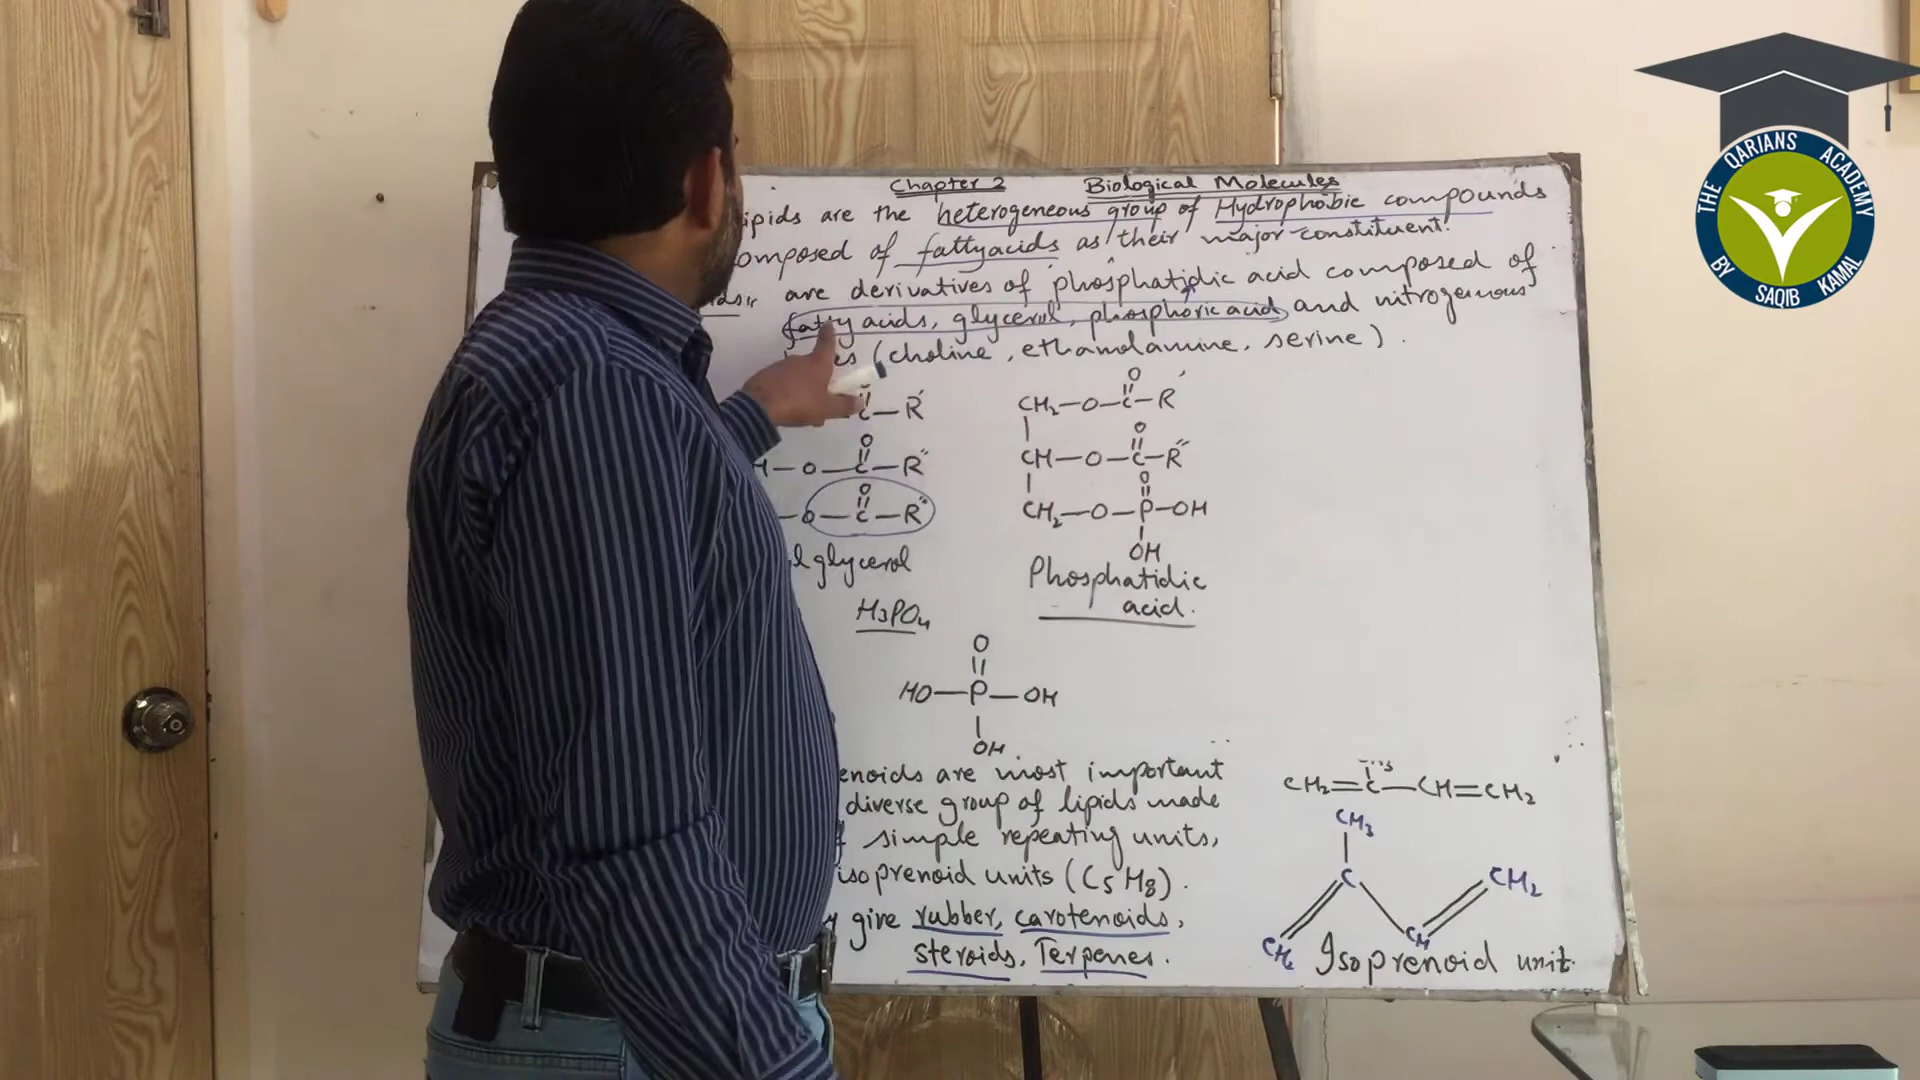 Chapter 2 Biological Molecules
ipids are the heterogeneous group of Hydrophobic compounds
omposed of fattyacids as their major constituent.
ids" are derivatives of phosphatidic acid composed of
fatty acids, glycerol, phosphoric acid and nitrogenous
es (choline, ethanolamine, serine).
C—R'
O
H—O—C—R''
O
—O—C—R'''
O
l glycerol
CH2—O—C—R'
O
CH—O—C—R''
O
CH2—O—P—OH
O
OH
Phosphatidic
acid.
H3PO4
O
HO—P—OH
OH
enoids are most important
diverse group of lipids made
f simple repeating units,
isoprenoid units (C5H8).
y give rubber, carotenoids,
steroids, Terpenes.
CH2=C—CH=CH2
CH3
C
CH2
CH
CH2
Isoprenoid unit.
THE QARIANS ACADEMY
BY SAQIB KAMAL